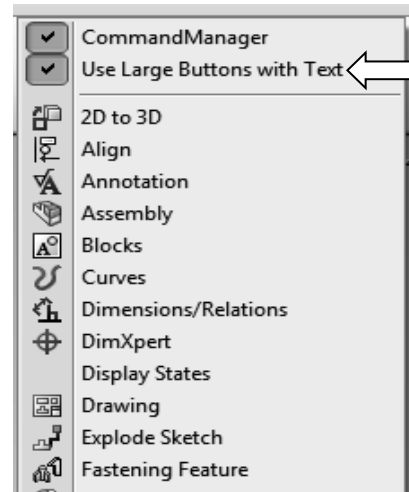 CommandManager
Use Large Buttons with Text
2D to 3D
Align
Annotation
Assembly
Blocks
Curves
Dimensions/Relations
DimXpert
Display States
Drawing
Explode Sketch
Fastening Feature